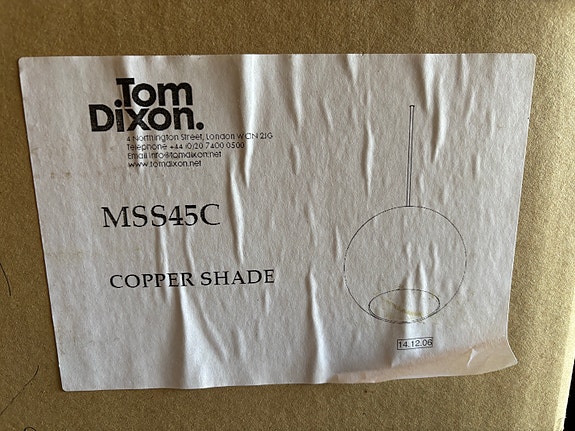 Tom
Dixon.
4 Northington Street, London WC1N 2JG
Telephone +44 (0)20 7400 0500
Email info@tomdixon.net
www.tomdixon.net
MSS45C
COPPER SHADE
14.12.06